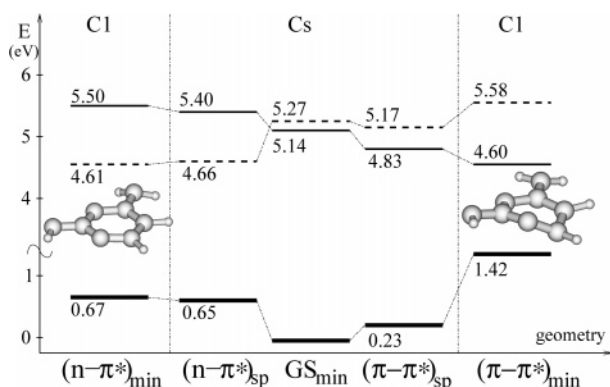 E
(eV)
C1
Cs
C1
6
5
4
1
0
5.50
5.40
5.27
5.17
5.58
5.14
4.83
4.60
4.61
4.66
0.67
0.65
0.23
1.42
geometry
(n−π*)min
(n−π*)sp
GSmin
(π−π*)sp
(π−π*)min